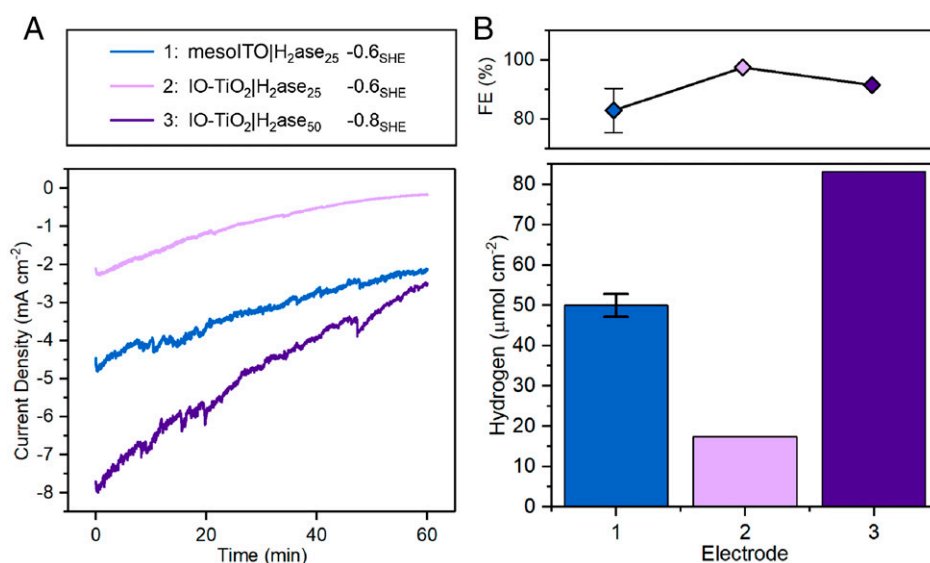 A
1: mesoITO|H₂ase₂₅ -0.6SHE
2: IO-TiO₂|H₂ase₂₅ -0.6SHE
3: IO-TiO₂|H₂ase₅₀ -0.8SHE
0
-1
-2
-3
-4
-5
-6
-7
-8
Current Density (mA cm⁻²)
0 20 40 60
Time (min)
B
100
80
FE (%)
80
70
60
50
40
30
20
10
0
Hydrogen (μmol cm⁻²)
1 2 3
Electrode